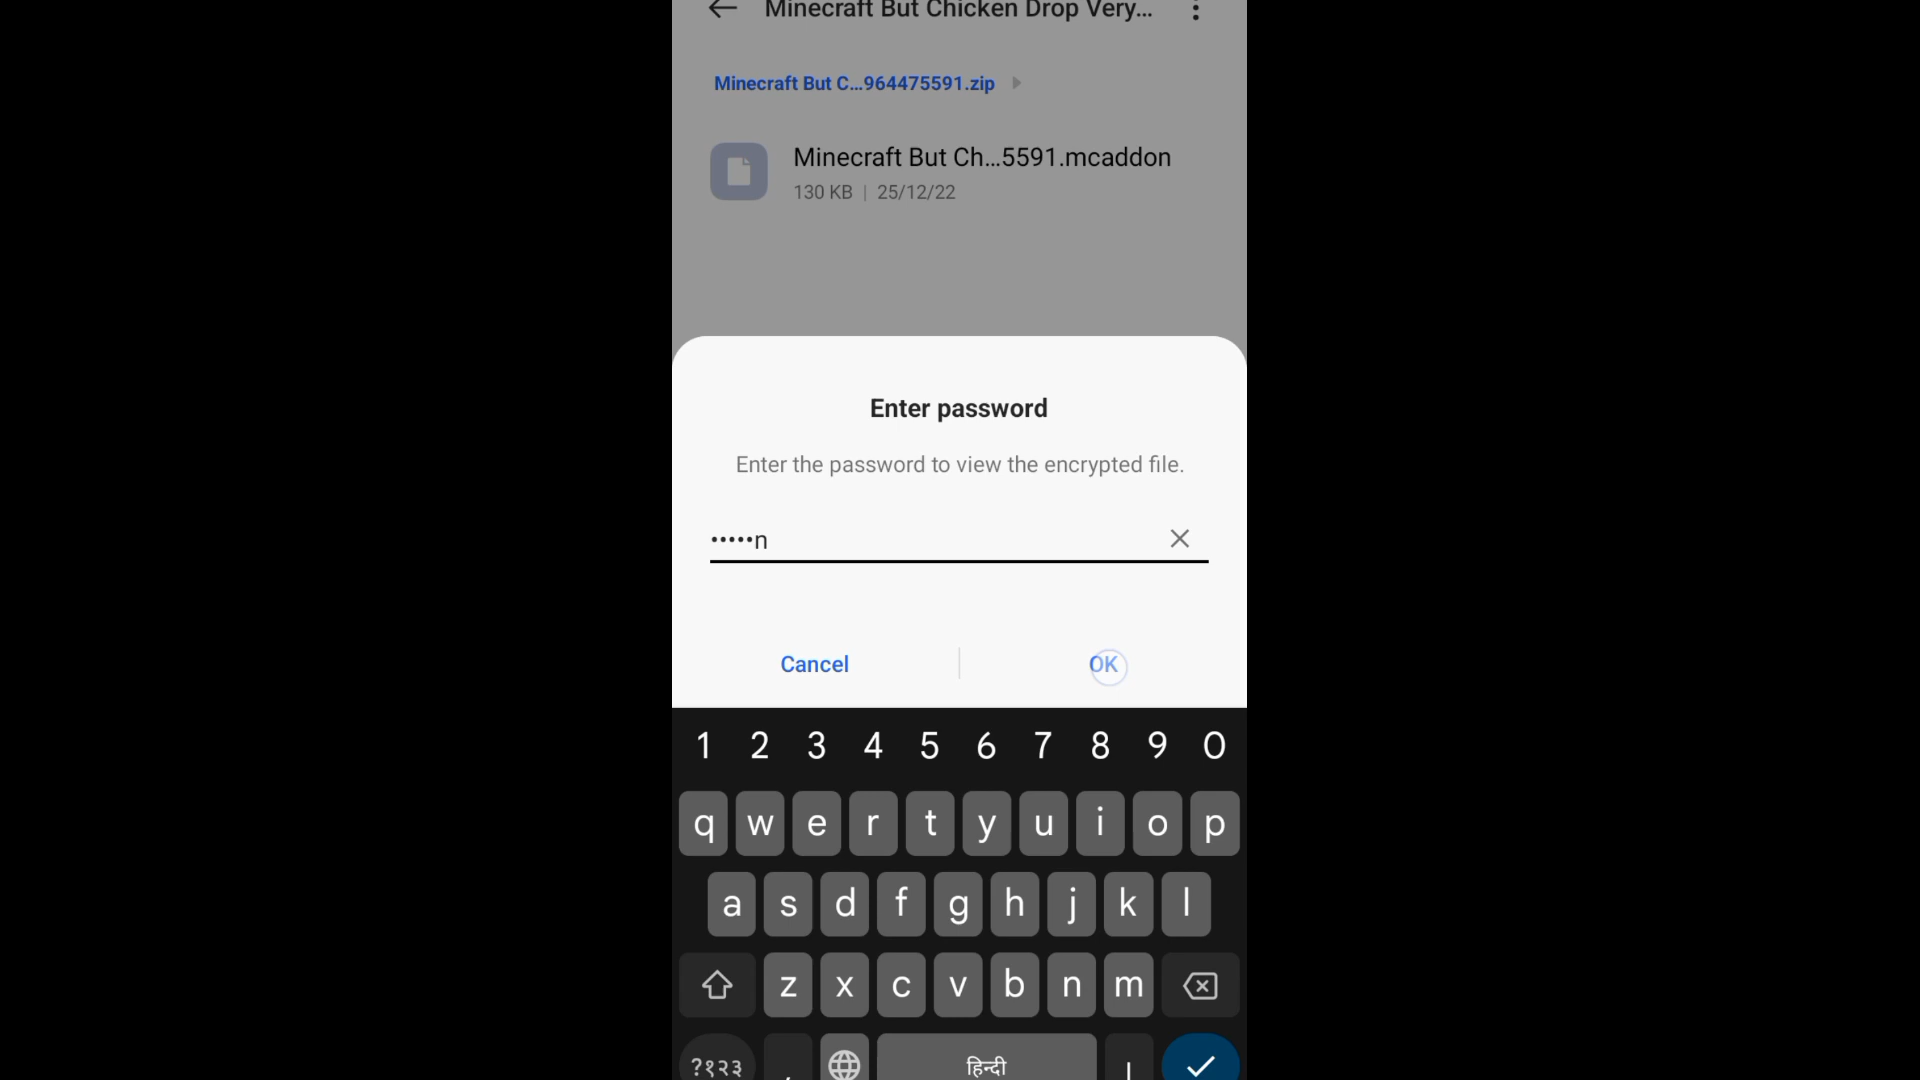 Minecraft But Chicken Drop Very...
Minecraft But C...964475591.zip
Minecraft But Ch...5591.mcaddon
130 KB | 25/12/22
Enter password
Enter the password to view the encrypted file.
•••••n
Cancel
OK
1 2 3 4 5 6 7 8 9 0
q w e r t y u i o p
a s d f g h j k l
z x c v b n m
?१२३ , हिन्दी ।